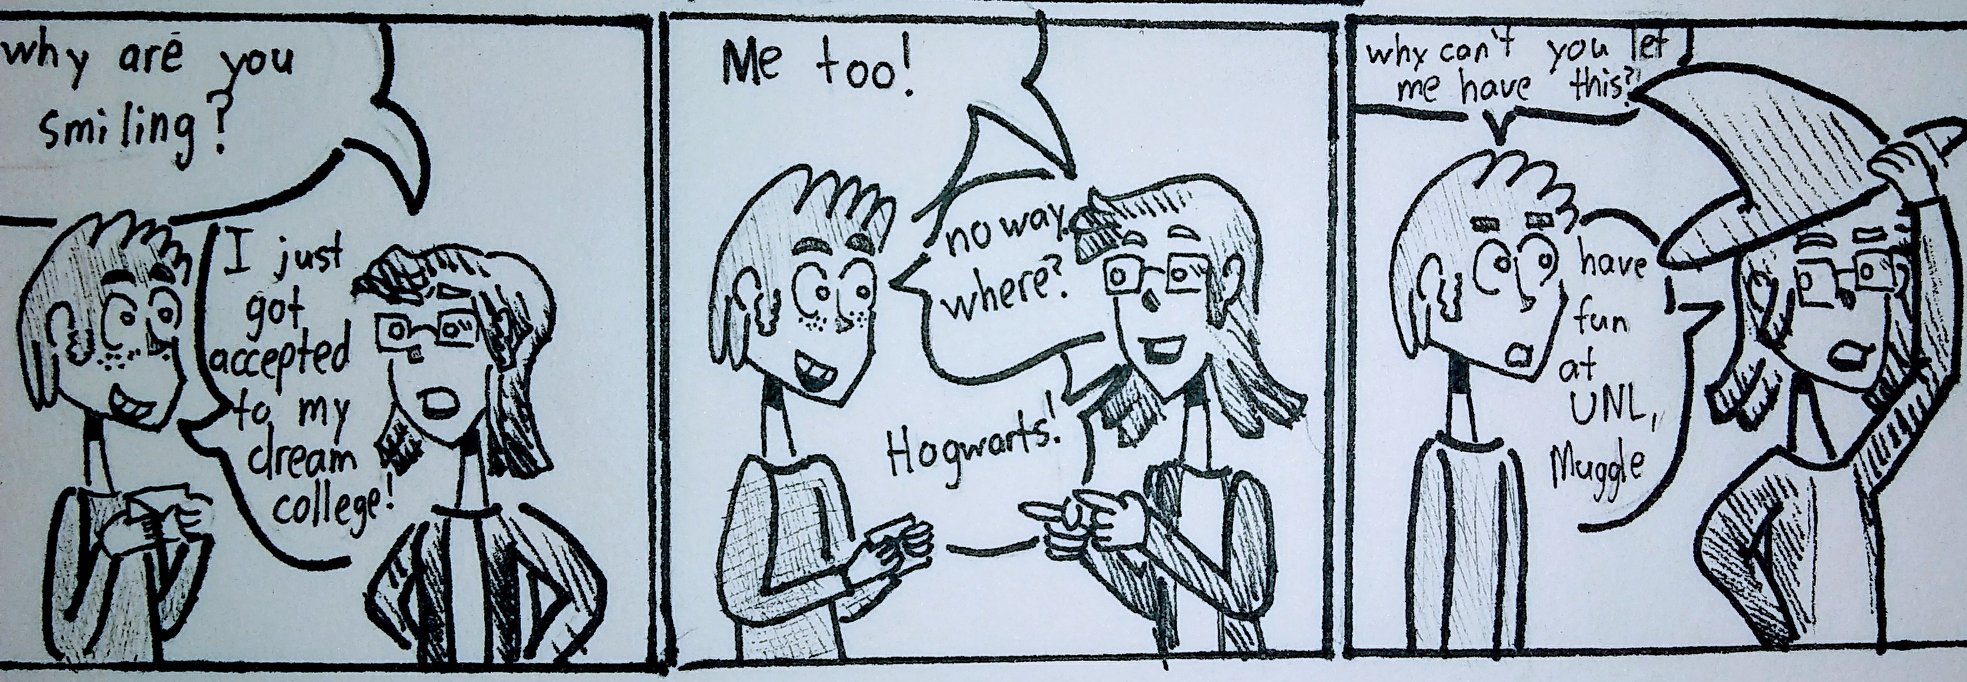 why are you
smiling?
I just
got
accepted
to my
dream
college!
Me too!
no way.
where?
Hogwarts!
why can't you let
me have this?
have
fun
at
UNL,
Muggle